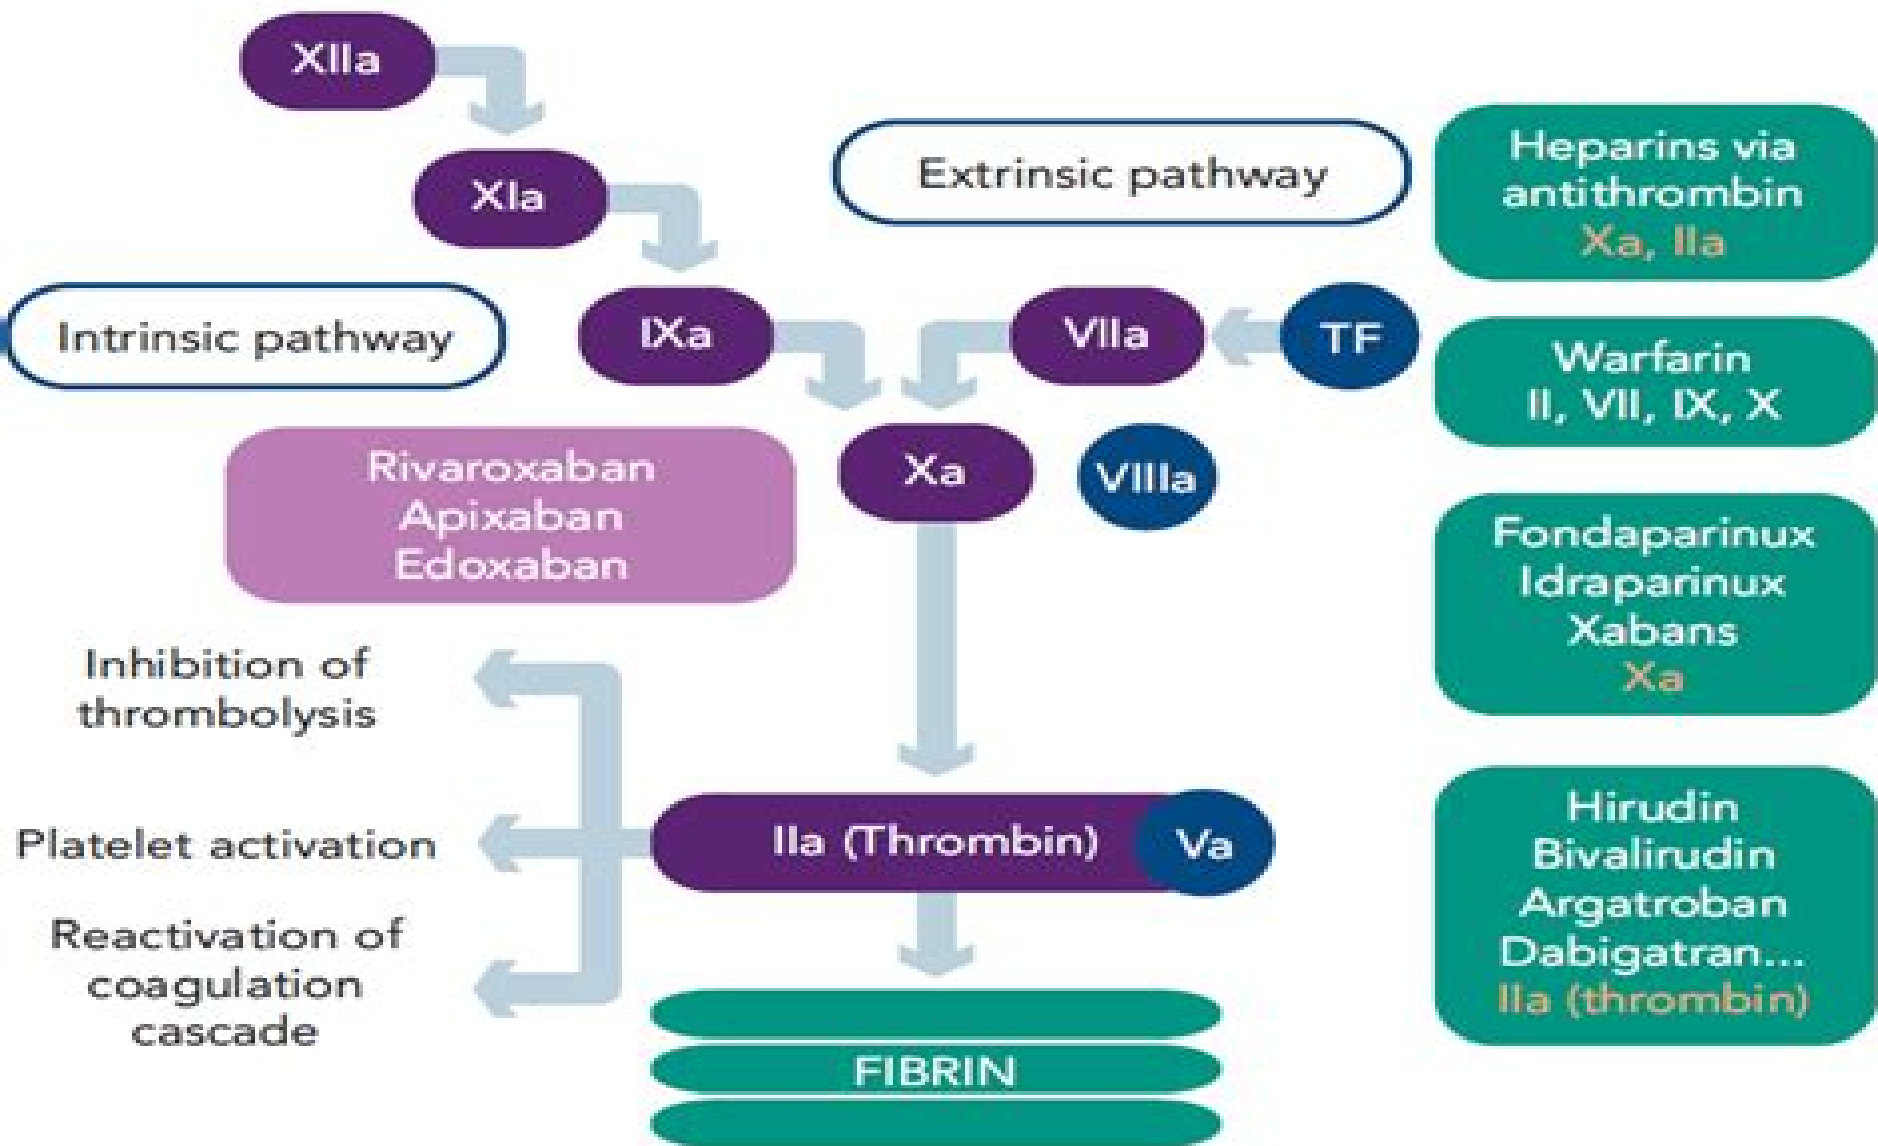 XIIa
XIa
Extrinsic pathway
Heparins via
antithrombin
Xa, IIa
Intrinsic pathway
IXa
VIIa
TF
Warfarin
II, VII, IX, X
Rivaroxaban
Apixaban
Edoxaban
Xa
VIIIa
Fondaparinux
Idraparinux
Xabans
Xa
Inhibition of
thrombolysis
Platelet activation
Reactivation of
coagulation
cascade
IIa (Thrombin)
Va
Hirudin
Bivalirudin
Argatroban
Dabigatran...
IIa (thrombin)
FIBRIN